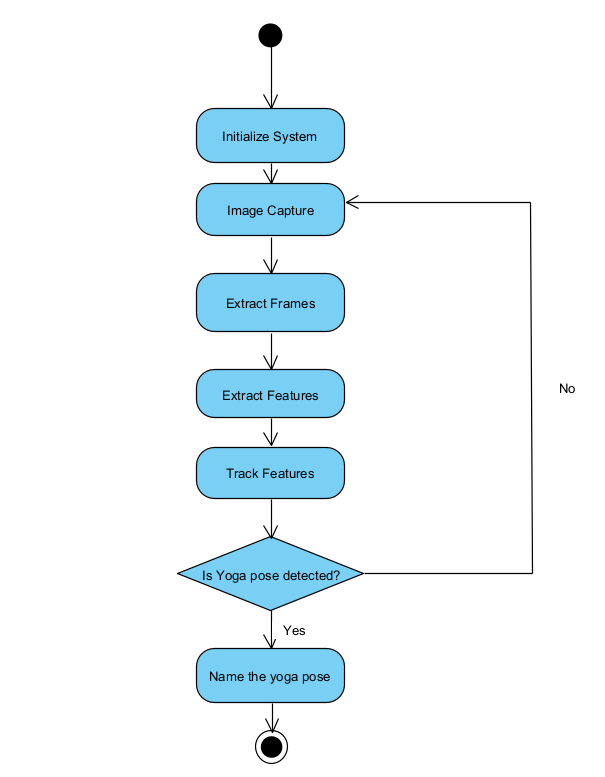 Initialize System
Image Capture
Extract Frames
No
Extract Features
Track Features
Is Yoga pose detected?
Yes
Name the yoga pose